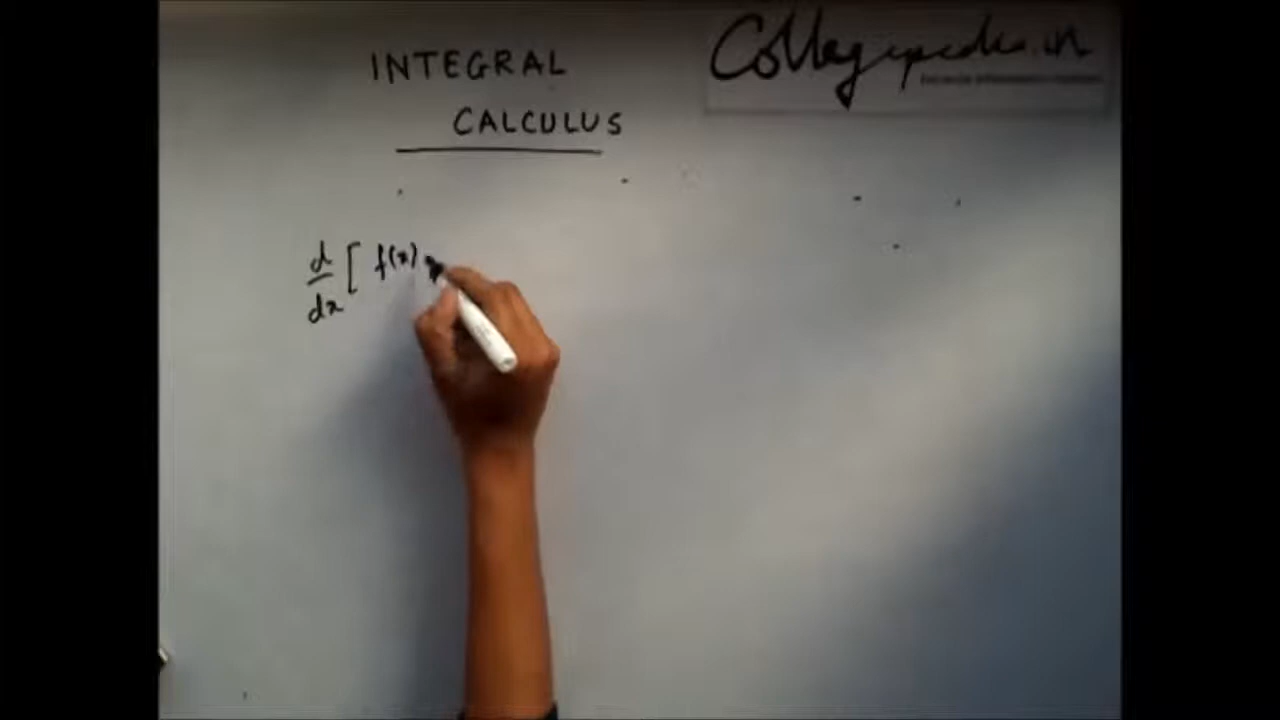 INTEGRAL
CALCULUS
Collegepedia.in
d/dx [ f(x)